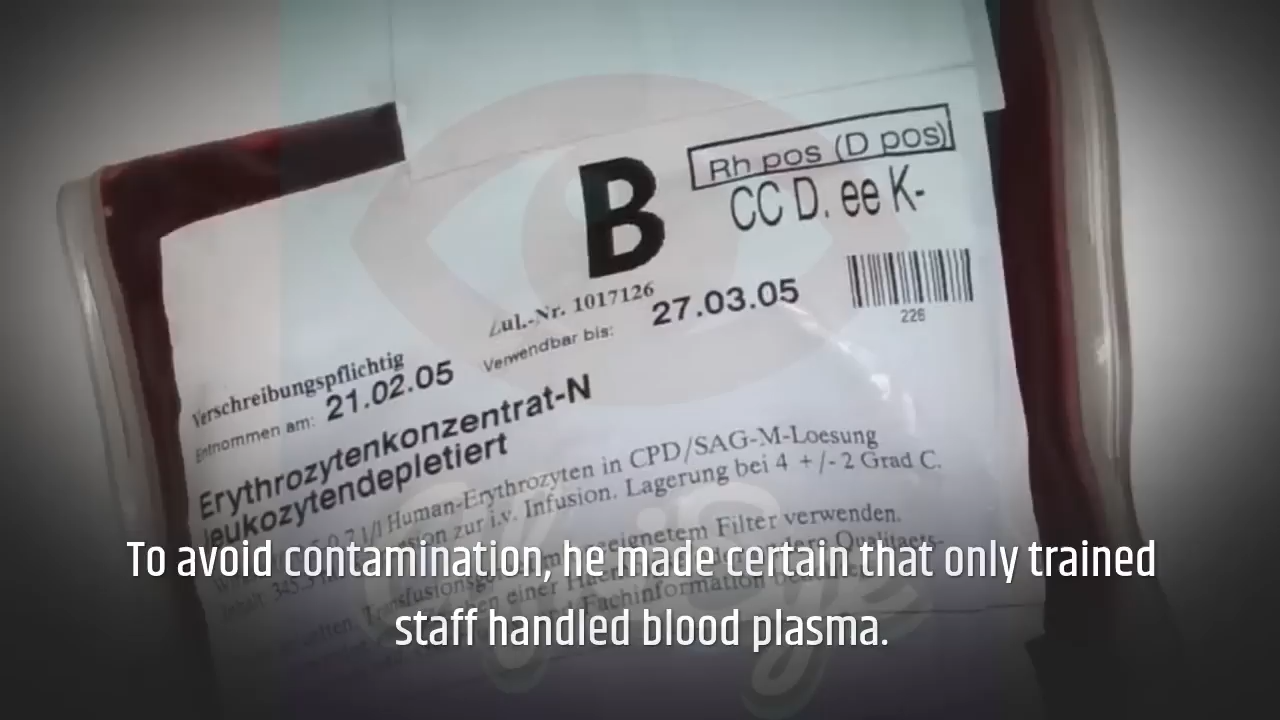 Rh pos (D pos)
B
CC D. ee K-
Zul.-Nr. 1017126
226
Verschreibungspflichtig
Verwendbar bis: 27.03.05
Entnommen am: 21.02.05
Erythrozytenkonzentrat-N
leukozytendepletiert
Human-Erythrozyten in CPD/SAG-M-Loesung
zur i.v. Infusion. Lagerung bei 4 +/- 2 Grad C.
geeignetem Filter verwenden.
einer
Fachinformation
To avoid contamination, he made certain that only trained
staff handled blood plasma.